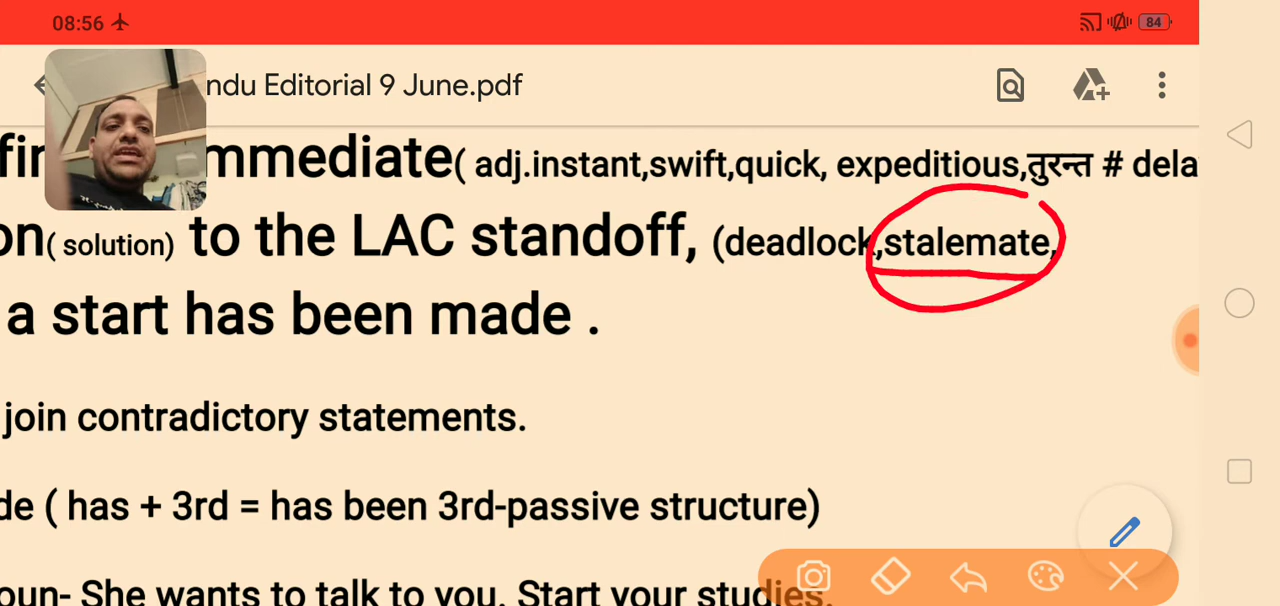 08:56
84
ndu Editorial 9 June.pdf
mmediate( adj.instant,swift,quick, expeditious,तुरन्त # dela
on( solution) to the LAC standoff, (deadlock,stalemate,
a start has been made .
join contradictory statements.
de ( has + 3rd = has been 3rd-passive structure)
oun- She wants to talk to you. Start your studies.